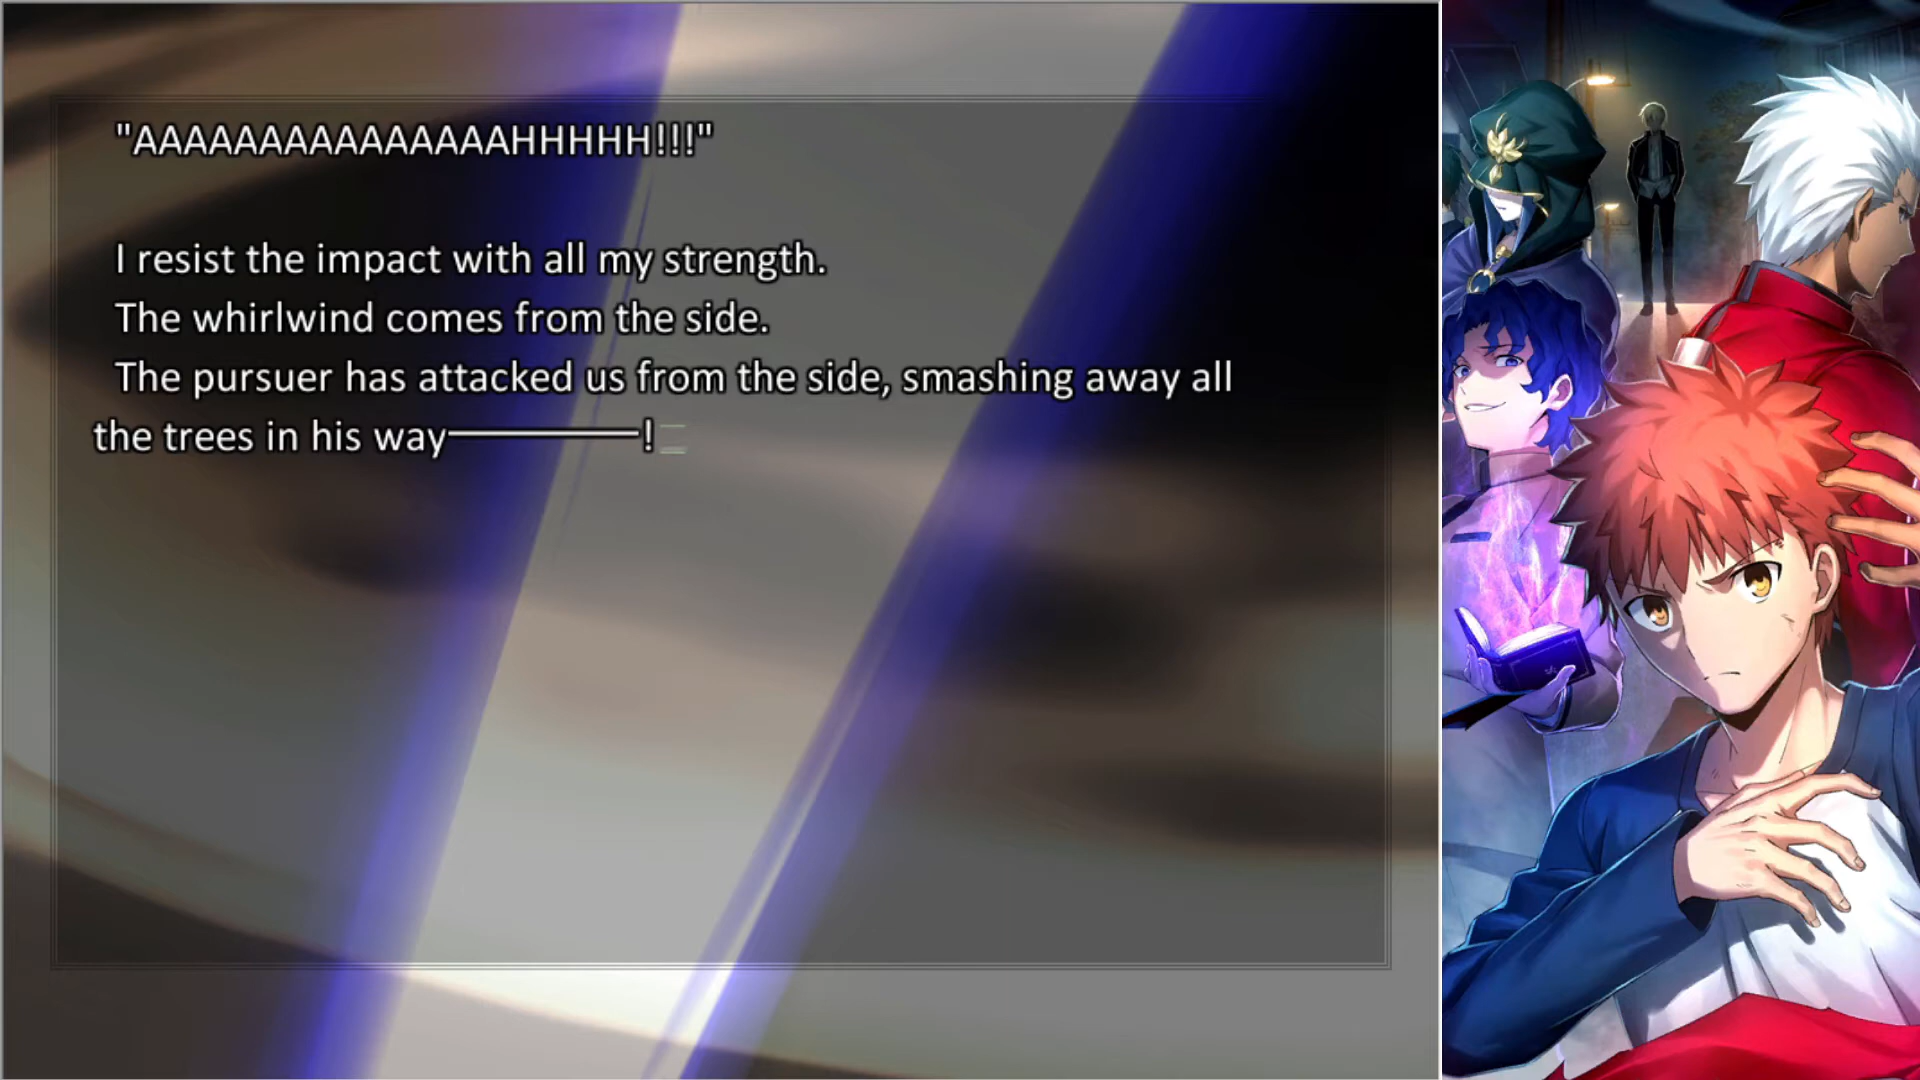 "AAAAAAAAAAAAAAAHHHHH!!!"
I resist the impact with all my strength.
The whirlwind comes from the side.
The pursuer has attacked us from the side, smashing away all
the trees in his way―――――!